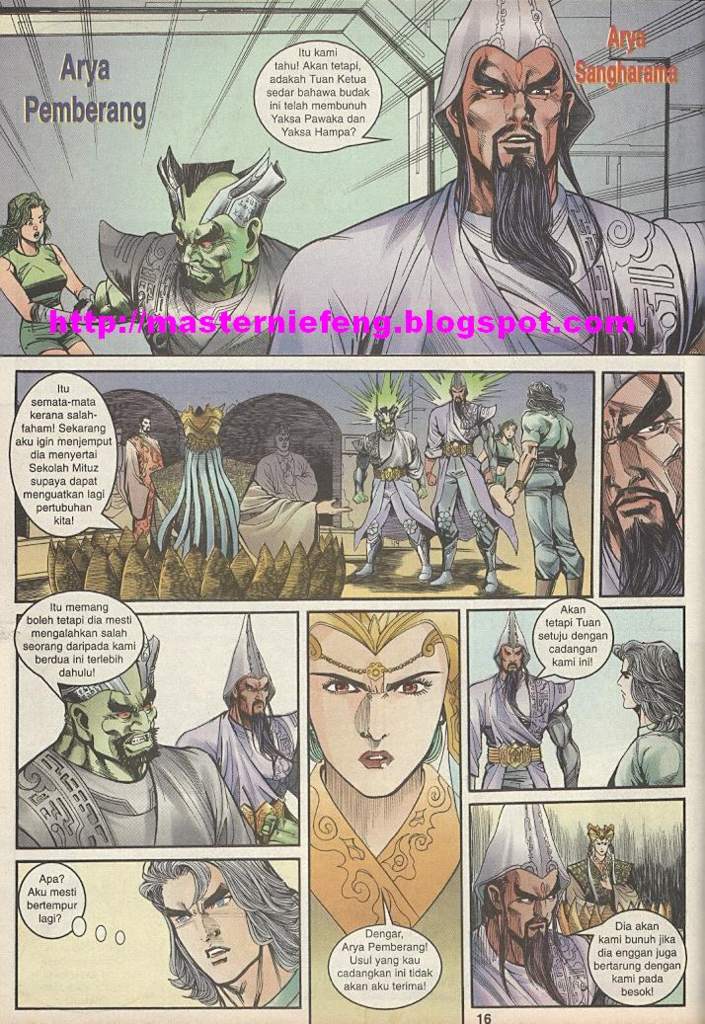 Arya
Pemberang
Itu kami
tahu! Akan tetapi,
adakah Tuan Ketua
sedar bahawa budak
ini telah membunuh
Yaksa Pawaka dan
Yaksa Hampa?
Arya
Sangharama
http://masterniefeng.blogspot.com
Itu
semata-mata
kerana salah-
faham! Sekarang
aku igin menjemput
dia menyertai
Sekolah Mituz
supaya dapat
menguatkan lagi
pertubuhan
kita!
Itu memang
boleh tetapi dia mesti
mengalahkan salah
seorang daripada kami
berdua ini terlebih
dahulu!
Akan
tetapi Tuan
setuju dengan
cadangan
kami ini!
Apa?
Aku mesti
bertempur
lagi?
Dengar,
Arya Pemberang!
Usul yang kau
cadangkan ini tidak
akan aku terima!
Dia akan
kami bunuh jika
dia enggan juga
bertarung dengan
kami pada
besok!
16